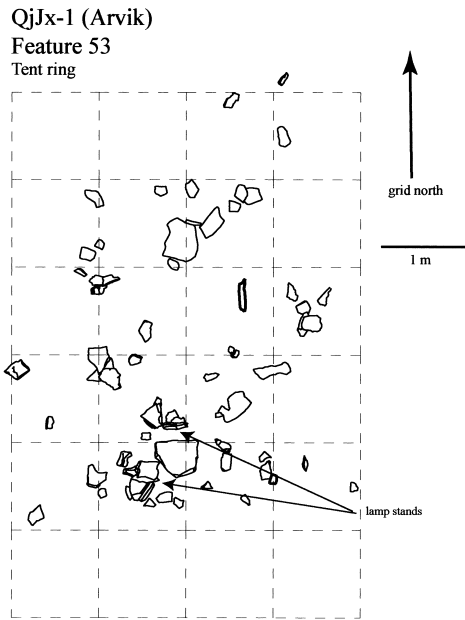 QjJx-1 (Arvik)
Feature 53
Tent ring
grid north
1 m
lamp stands